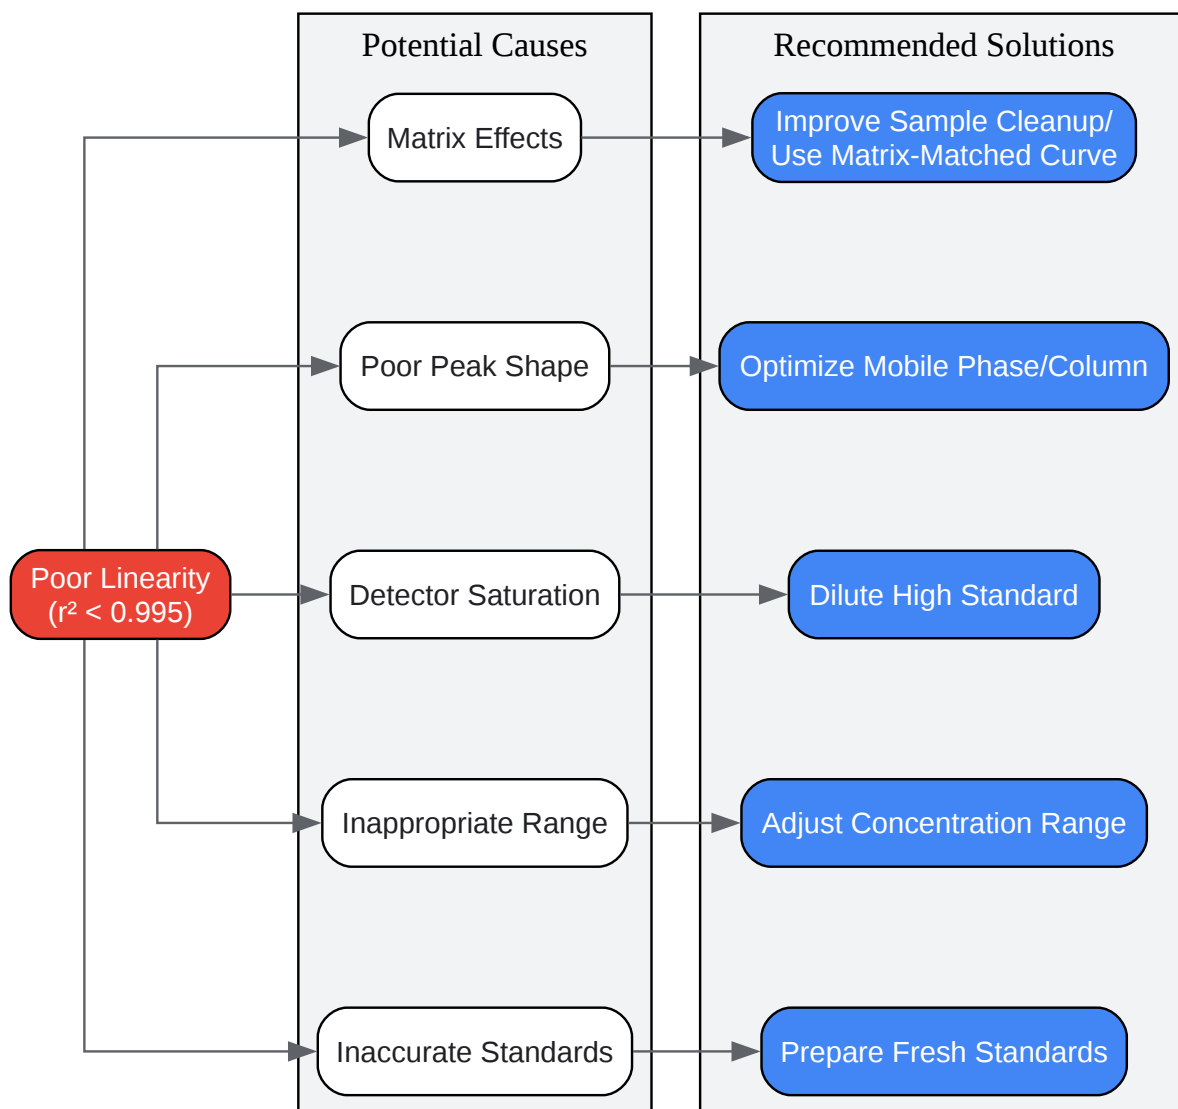 Potential Causes
Recommended Solutions
Matrix Effects
Improve Sample Cleanup/
Use Matrix-Matched Curve
Poor Peak Shape
Optimize Mobile Phase/Column
Poor Linearity
(r² < 0.995)
Detector Saturation
Dilute High Standard
Inappropriate Range
Adjust Concentration Range
Inaccurate Standards
Prepare Fresh Standards